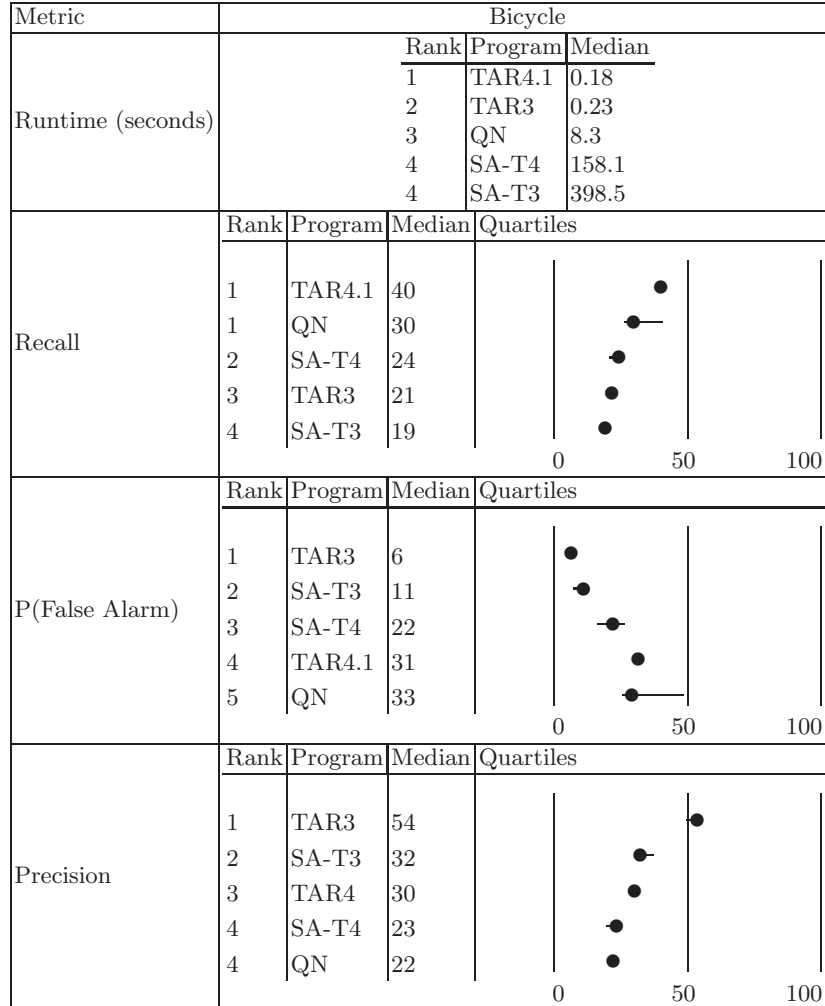 Metric Bicycle
Runtime (seconds)
Rank Program Median
1 TAR4.1 0.18
2 TAR3 0.23
3 QN 8.3
4 SA-T4 158.1
4 SA-T3 398.5
Recall
Rank Program Median Quartiles
1 TAR4.1 40
1 QN 30
2 SA-T4 24
3 TAR3 21
4 SA-T3 19
0 50 100
P(False Alarm)
Rank Program Median Quartiles
1 TAR3 6
2 SA-T3 11
3 SA-T4 22
4 TAR4.1 31
5 QN 33
0 50 100
Precision
Rank Program Median Quartiles
1 TAR3 54
2 SA-T3 32
3 TAR4 30
4 SA-T4 23
4 QN 22
0 50 100